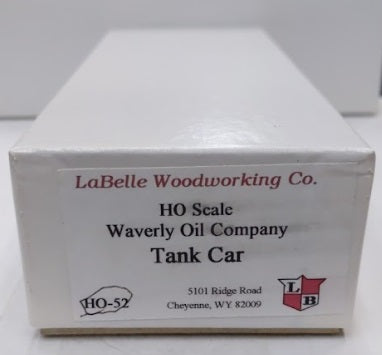 LaBelle Woodworking Co.
HO Scale
Waverly Oil Company
Tank Car
5101 Ridge Road
HO-52
Cheyenne, WY 82009
L
B